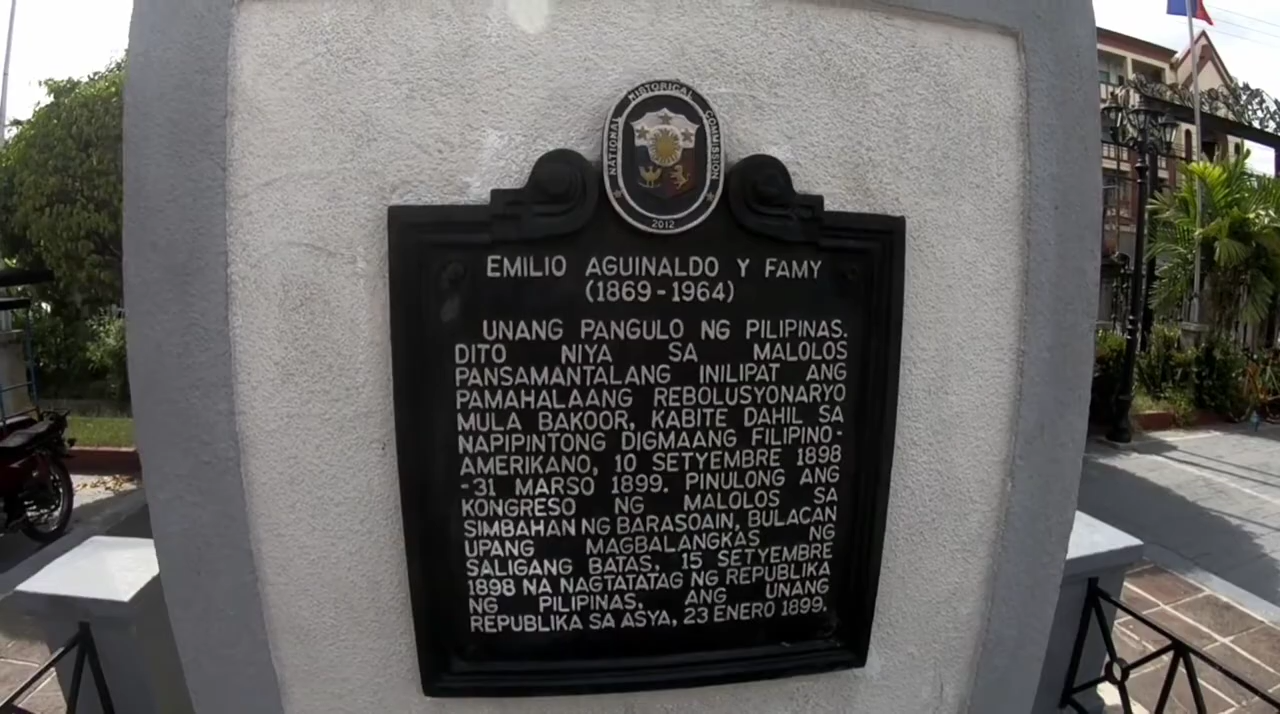 NATIONAL HISTORICAL COMMISSION
2012
EMILIO AGUINALDO Y FAMY
(1869-1964)
UNANG PANGULO NG PILIPINAS.
DITO NIYA SA MALOLOS
PANSAMANTALANG INILIPAT ANG
PAMAHALAANG REBOLUSYONARYO
MULA BAKOOR, KABITE DAHIL SA
NAPIPINTONG DIGMAANG FILIPINO-
AMERIKANO, 10 SETYEMBRE 1898
-31 MARSO 1899. PINULONG ANG
KONGRESO NG MALOLOS SA
SIMBAHAN NG BARASOAIN, BULACAN
UPANG MAGBALANGKAS NG
SALIGANG BATAS, 15 SETYEMBRE
1898 NA NAGTATATAG NG REPUBLIKA
NG PILIPINAS, ANG UNANG
REPUBLIKA SA ASYA, 23 ENERO 1899.